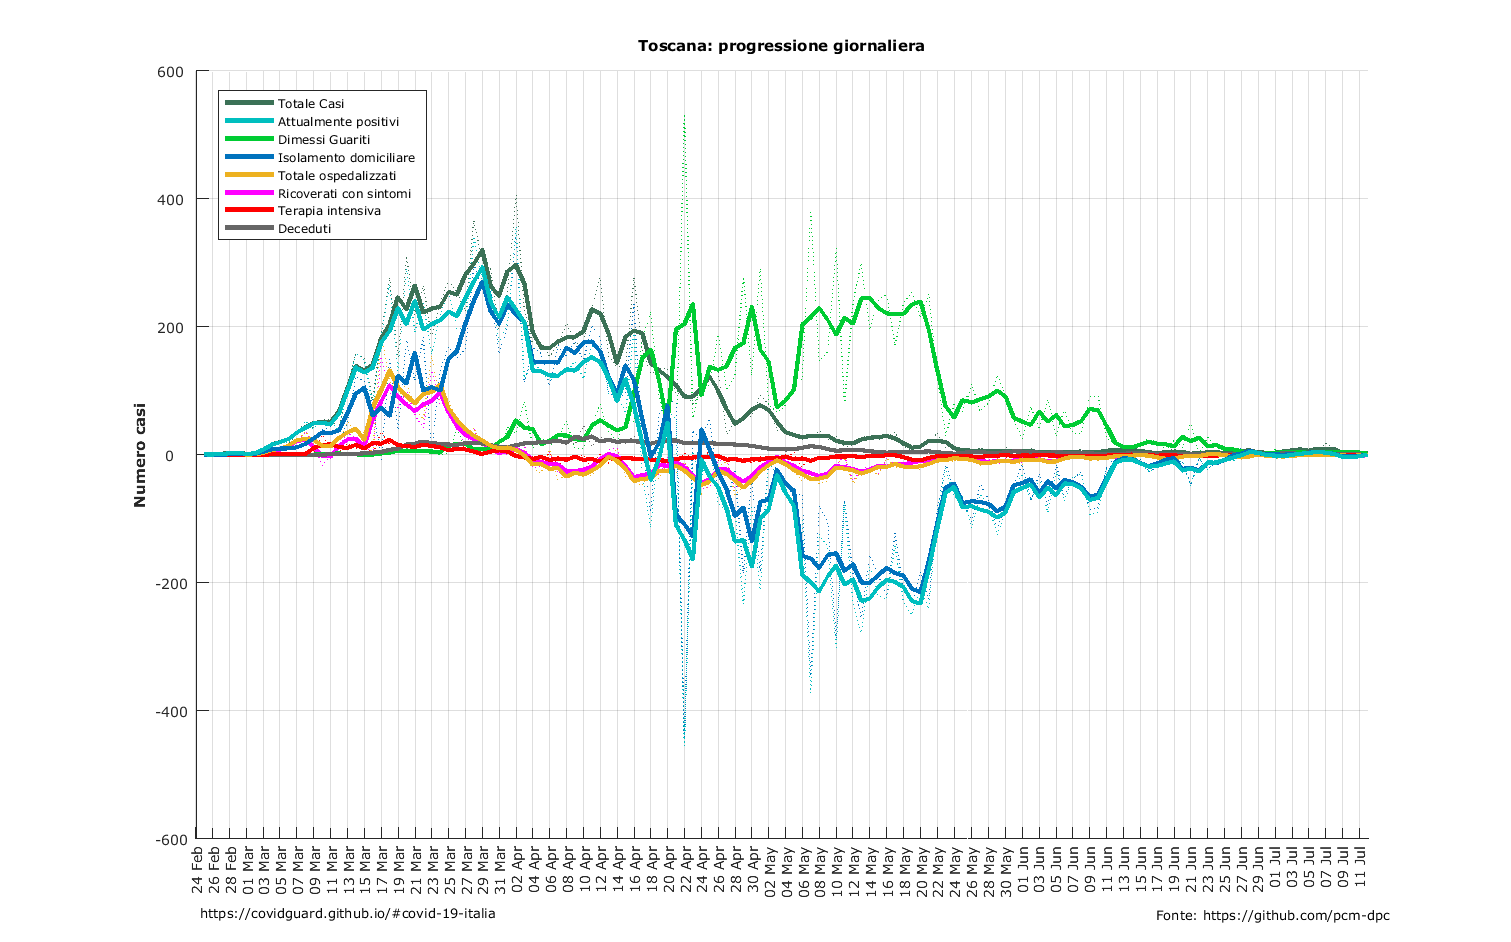 Toscana: progressione giornaliera
600
400
200
0
-200
-400
-600
Numero casi
Totale Casi
Attualmente positivi
Dimessi Guariti
Isolamento domiciliare
Totale ospedalizzati
Ricoverati con sintomi
Terapia intensiva
Deceduti
24 Feb
26 Feb
28 Feb
01 Mar
03 Mar
05 Mar
07 Mar
09 Mar
11 Mar
13 Mar
15 Mar
17 Mar
19 Mar
21 Mar
23 Mar
25 Mar
27 Mar
29 Mar
31 Mar
02 Apr
04 Apr
06 Apr
08 Apr
10 Apr
12 Apr
14 Apr
16 Apr
18 Apr
20 Apr
22 Apr
24 Apr
26 Apr
28 Apr
30 Apr
02 May
04 May
06 May
08 May
10 May
12 May
14 May
16 May
18 May
20 May
22 May
24 May
26 May
28 May
30 May
01 Jun
03 Jun
05 Jun
07 Jun
09 Jun
11 Jun
13 Jun
15 Jun
17 Jun
19 Jun
21 Jun
23 Jun
25 Jun
27 Jun
29 Jun
01 Jul
03 Jul
05 Jul
07 Jul
09 Jul
11 Jul
https://covidguard.github.io/#covid-19-italia
Fonte: https://github.com/pcm-dpc